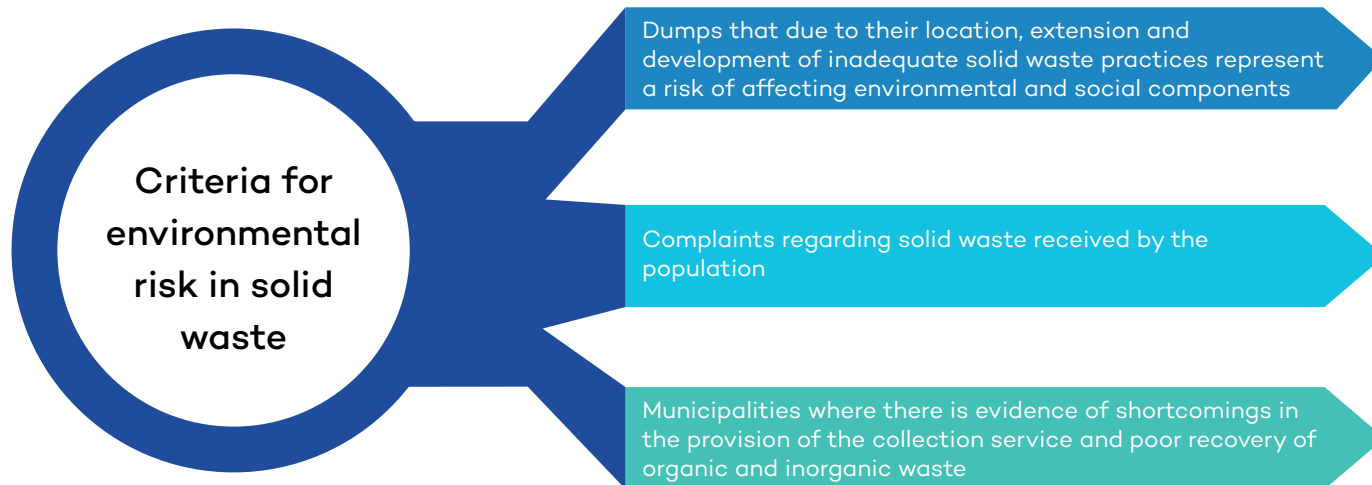 Criteria for
environmental
risk in solid
waste
Dumps that due to their location, extension and
development of inadequate solid waste practices represent
a risk of affecting environmental and social components
Complaints regarding solid waste received by the
population
Municipalities where there is evidence of shortcomings in
the provision of the collection service and poor recovery of
organic and inorganic waste